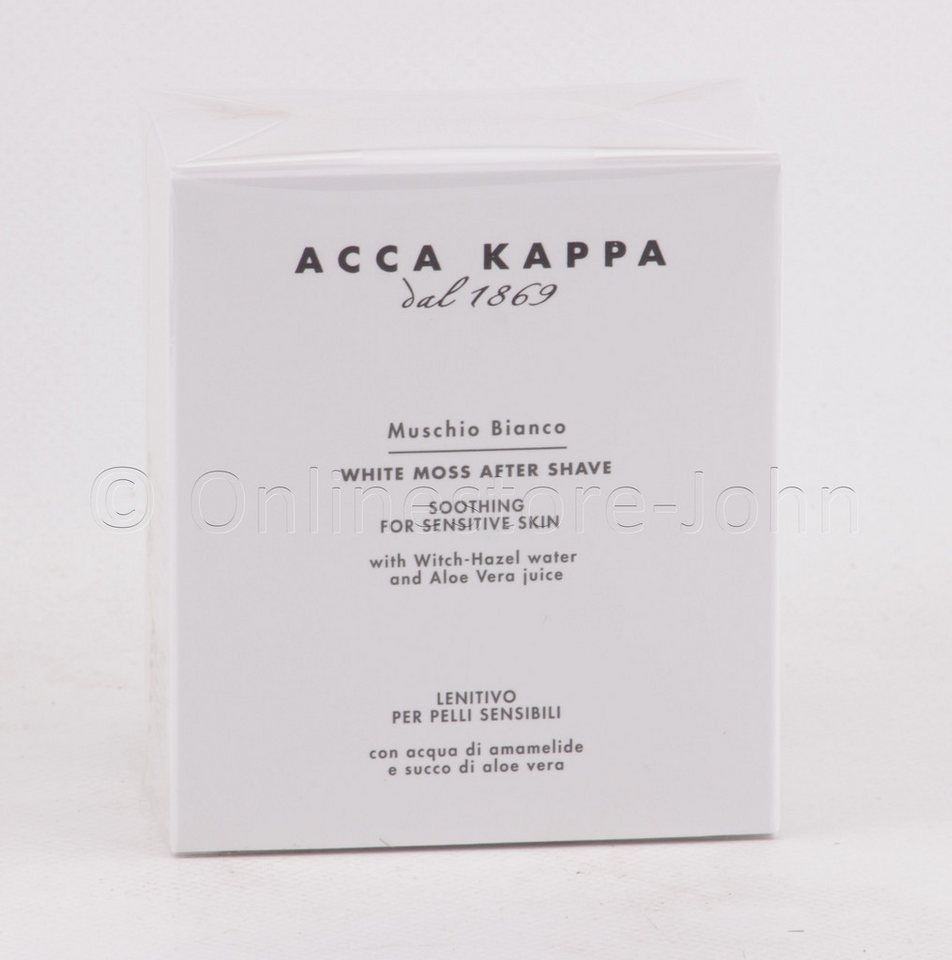 ACCA KAPPA
dal 1869
Muschio Bianco
WHITE MOSS AFTER SHAVE
© Onlinestore-John
SOOTHING
FOR SENSITIVE SKIN
with Witch-Hazel water
and Aloe Vera juice
LENITIVO
PER PELLI SENSIBILI
con acqua di amamelide
e succo di aloe vera